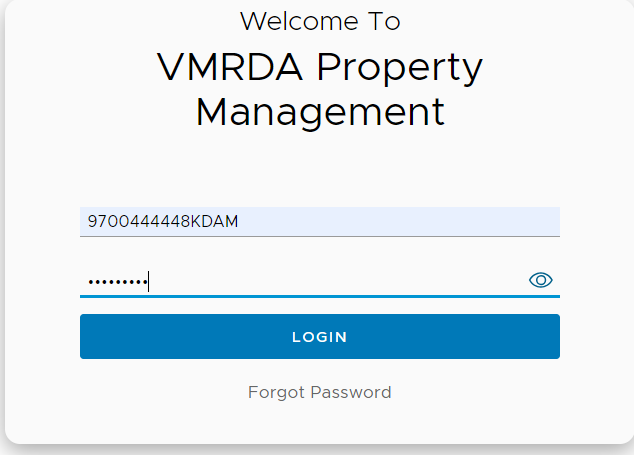 Welcome To
VMRDA Property
Management
9700444448KDAM
•••••••••
LOGIN
Forgot Password